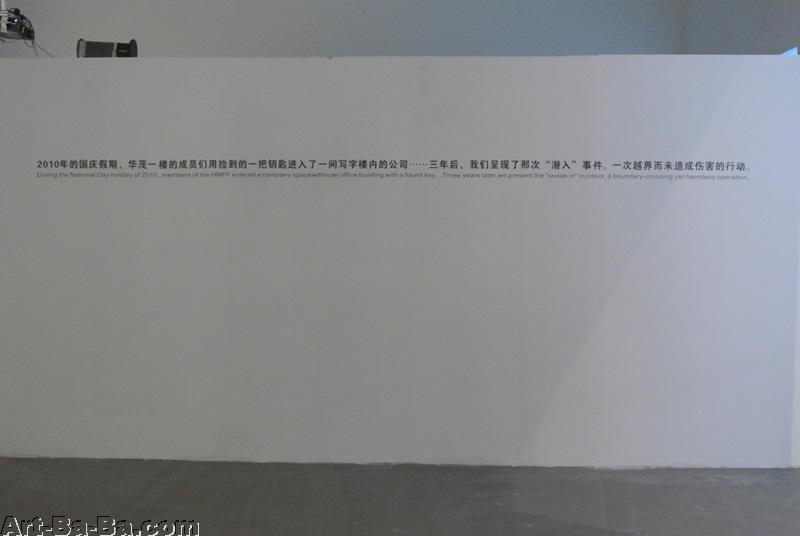 2010年的国庆假期，华茂一楼的成员们用捡到的一把钥匙进入了一间写字楼内的公司……三年后，我们呈现了那次“潜入”事件。一次越界而未造成伤害的行动。
During the National Day holiday of 2010, members of the HMFF entered a company space within an office building with a found key... Three years later, we present the "sneak in" incident, a boundary-crossing yet harmless operation.
Art-Ba-Ba.com